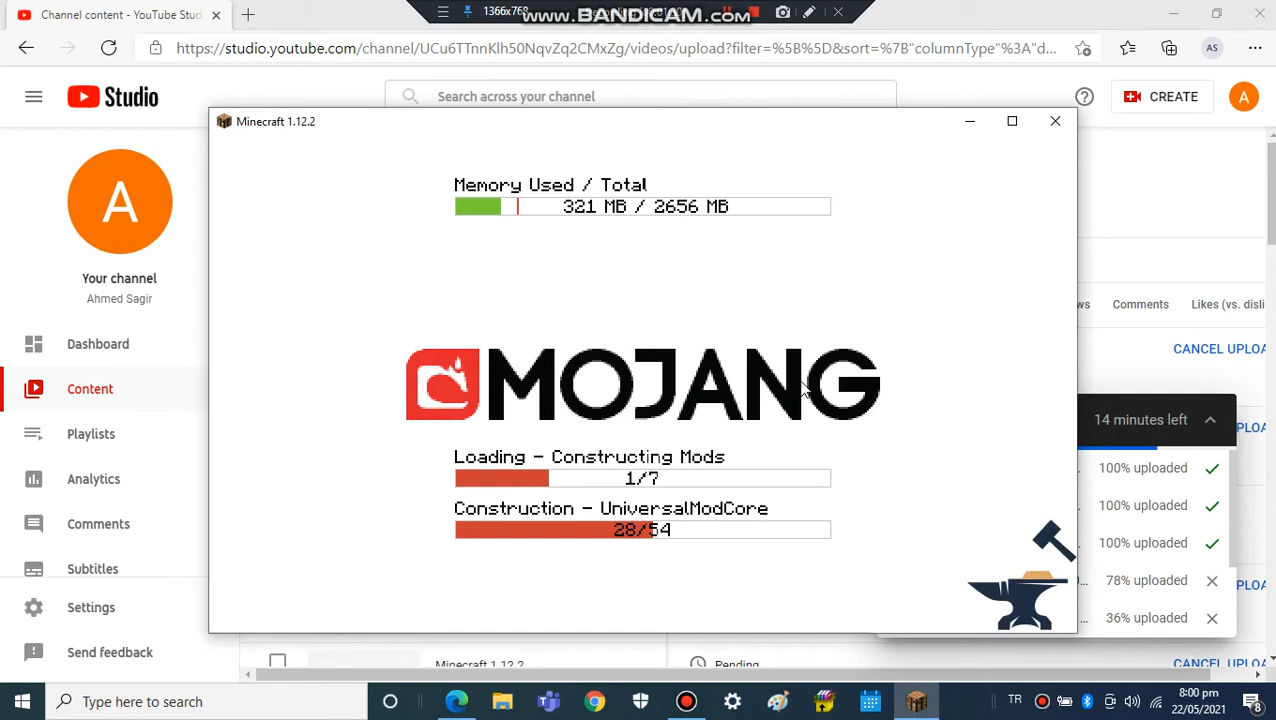 Channel content - YouTube Stud
1366x768
www.BANDICAM.com
https://studio.youtube.com/channel/UCu6TTnnKlh50NqvZq2CMxZg/videos/upload?filter=%5B%5D&sort=%7B"columnType"%3A"d...
AS
Studio
Search across your channel
CREATE
A
Minecraft 1.12.2
A
Your channel
Ahmed Sagir
Dashboard
Content
Playlists
Analytics
Comments
Subtitles
Settings
Send feedback
Memory Used / Total
321 MB / 2656 MB
MOJANG
Loading - Constructing Mods
1/7
Construction - UniversalModCore
28/54
ws
Comments
Likes (vs. disli
CANCEL UPLOA
14 minutes left
100% uploaded
100% uploaded
100% uploaded
78% uploaded
36% uploaded
Minecraft 1.12.2
Pending
CANCEL UPLOA
Type here to search
TR
8:00 pm
22/05/2021
8